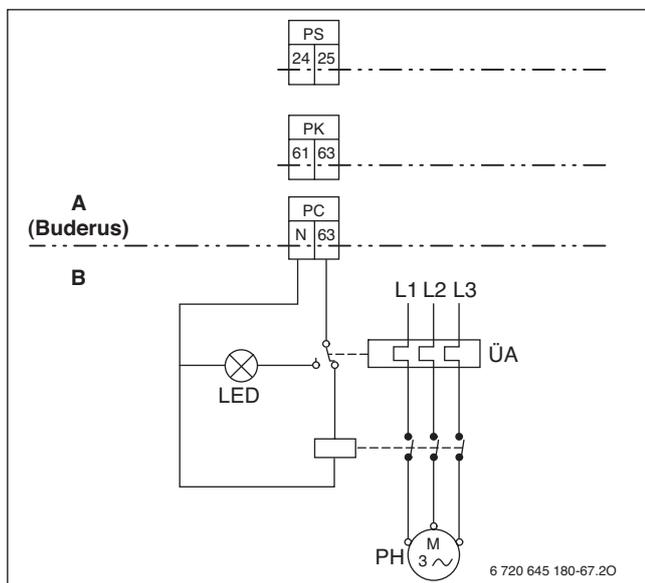 PS
24 25
PK
61 63
A
(Buderus)
PC
N 63
B
L1 L2 L3
ÜA
LED
PH
M
3
6 720 645 180-67.2O